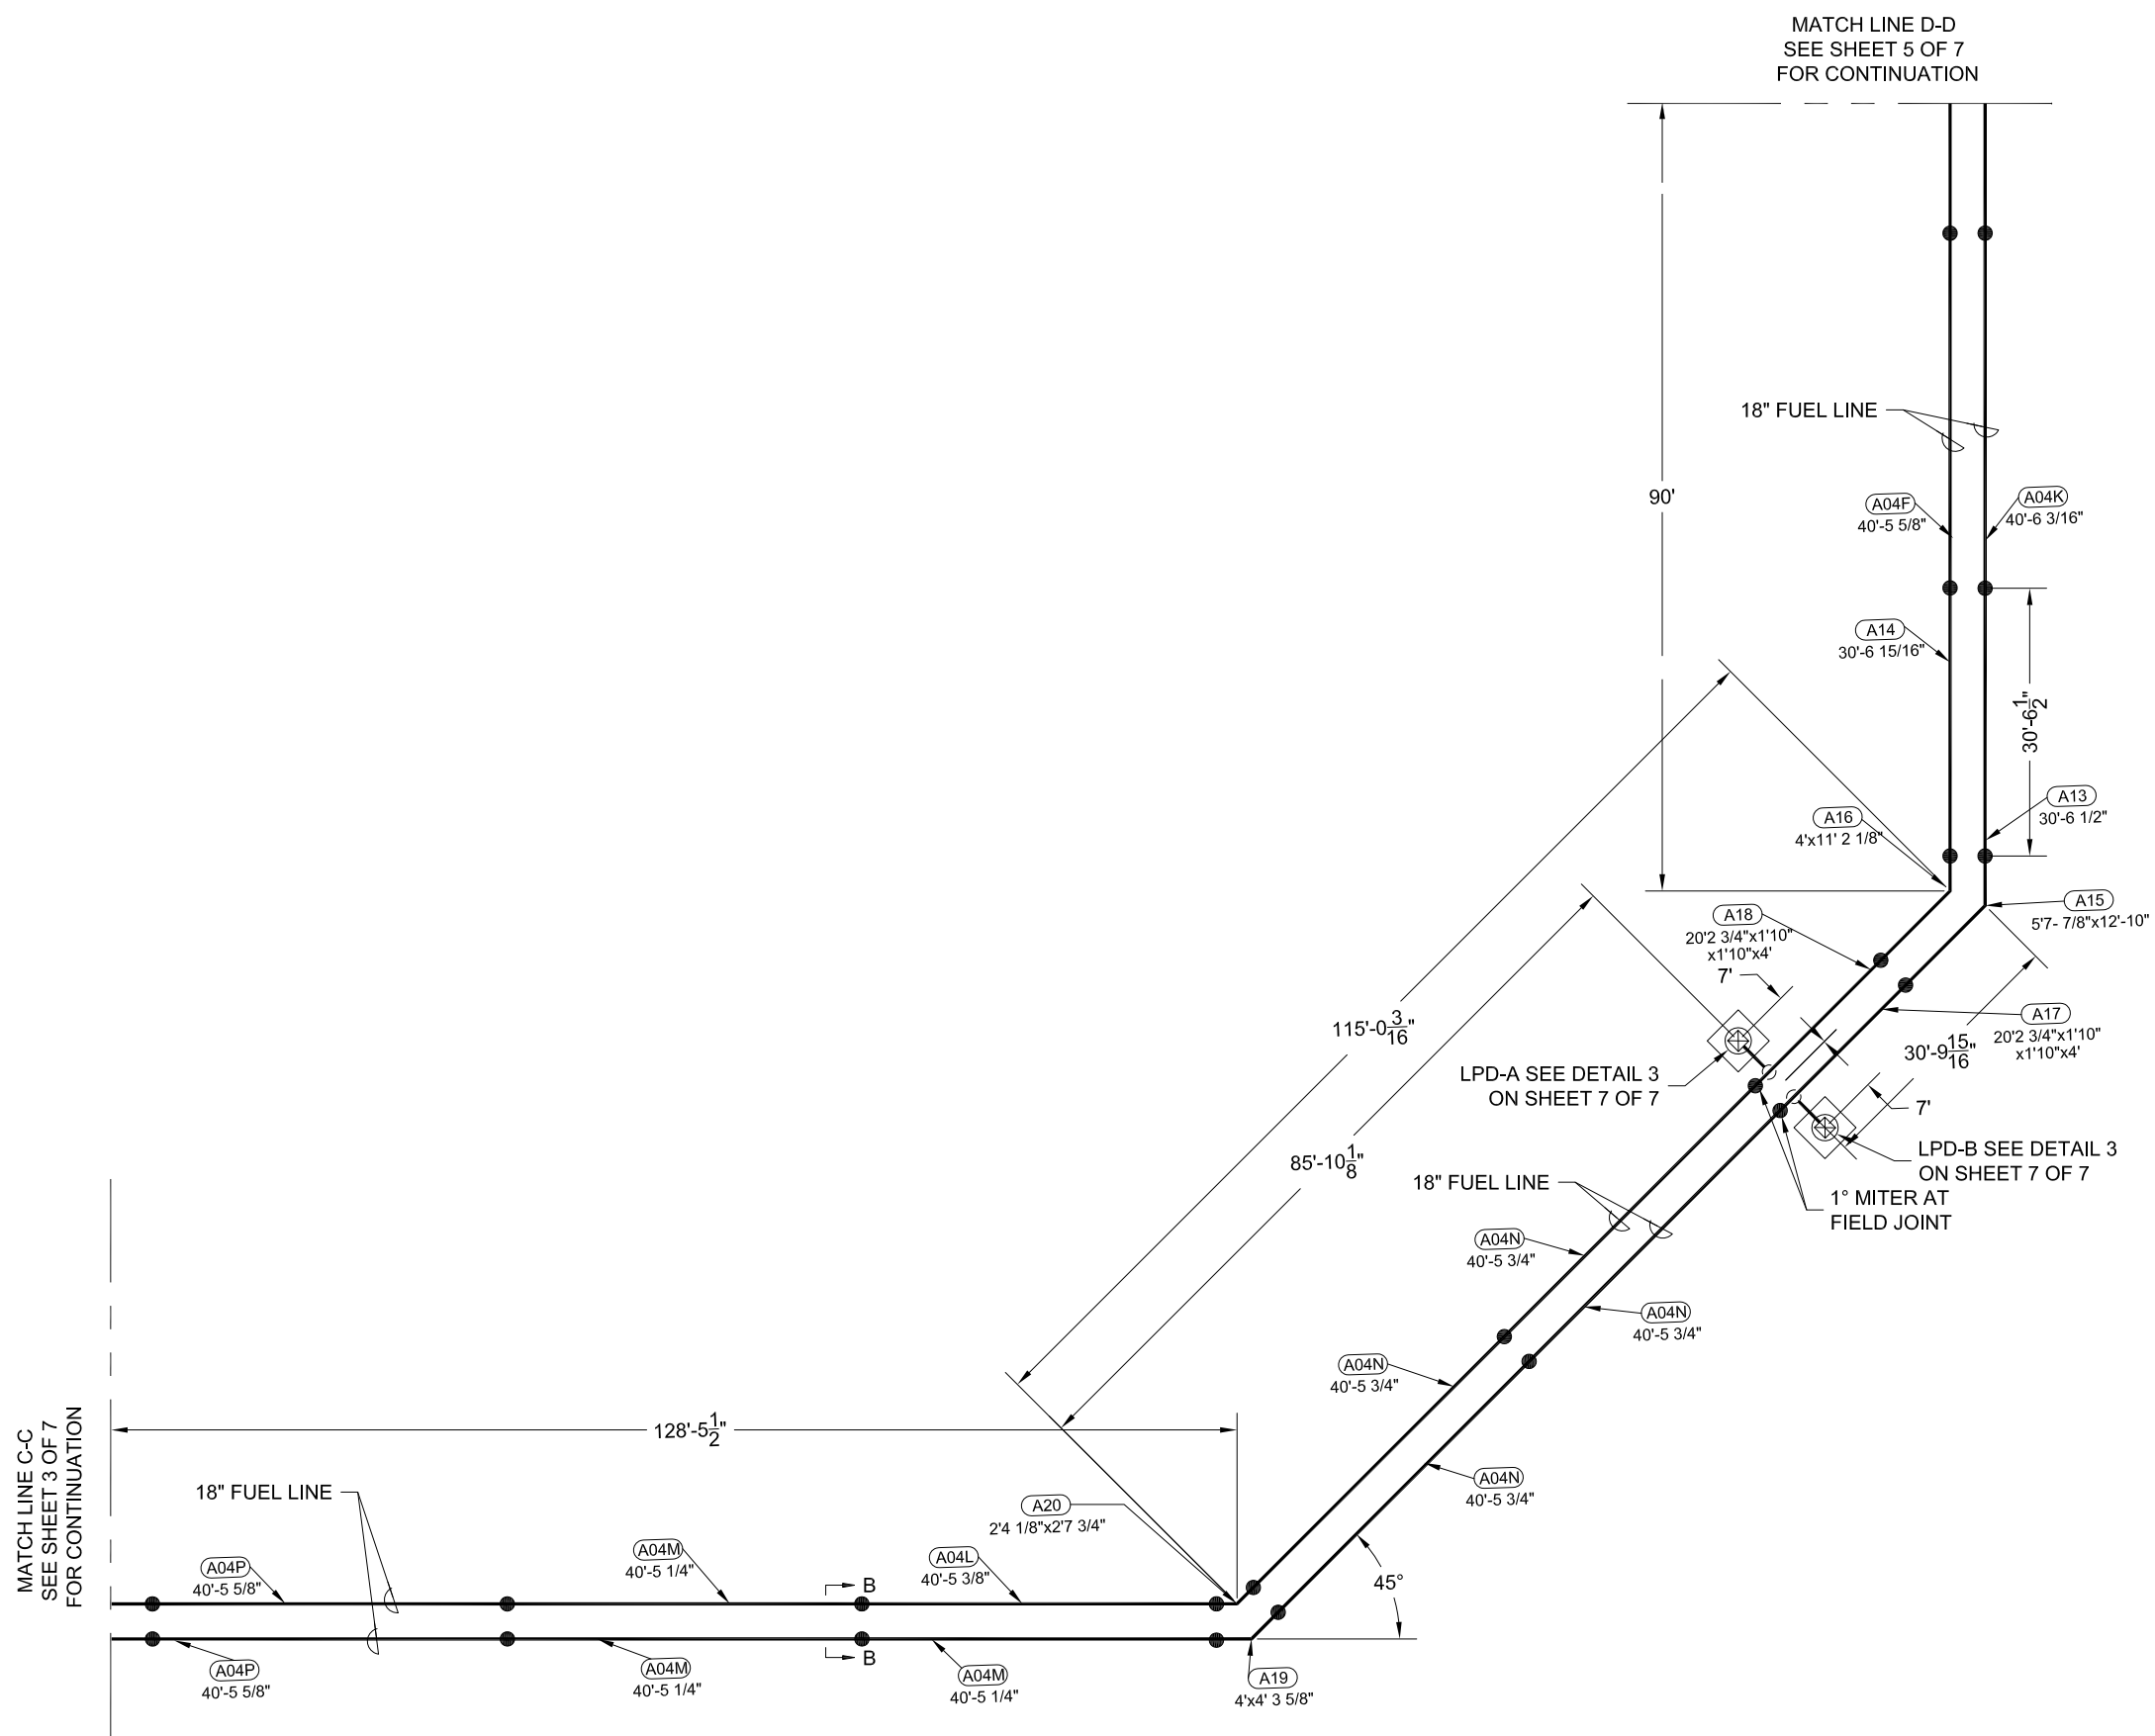 MATCH LINE D-D
SEE SHEET 5 OF 7
FOR CONTINUATION
18" FUEL LINE
90'
A04F
40'-5 5/8"
A04K
40'-6 3/16"
A14
30'-6 15/16"
30'-6 1/2"
A13
30'-6 1/2"
A16
4'x11' 2 1/8"
A15
5'7- 7/8"x12'-10"
A18
20'2 3/4"x1'10"
x1'10"x4'
7'
A17
20'2 3/4"x1'10"
x1'10"x4'
115'-0 3/16"
30'-9 15/16"
LPD-A SEE DETAIL 3
ON SHEET 7 OF 7
7'
LPD-B SEE DETAIL 3
ON SHEET 7 OF 7
85'-10 1/8"
18" FUEL LINE
1° MITER AT
FIELD JOINT
A04N
40'-5 3/4"
A04N
40'-5 3/4"
A04N
40'-5 3/4"
A04N
40'-5 3/4"
128'-5 1/2"
MATCH LINE C-C
SEE SHEET 3 OF 7
FOR CONTINUATION
18" FUEL LINE
A20
2'4 1/8"x2'7 3/4"
45°
A04P
40'-5 5/8"
A04M
40'-5 1/4"
A04L
40'-5 3/8"
B
B
A04P
40'-5 5/8"
A04M
40'-5 1/4"
A04M
40'-5 1/4"
A19
4'x4' 3 5/8"